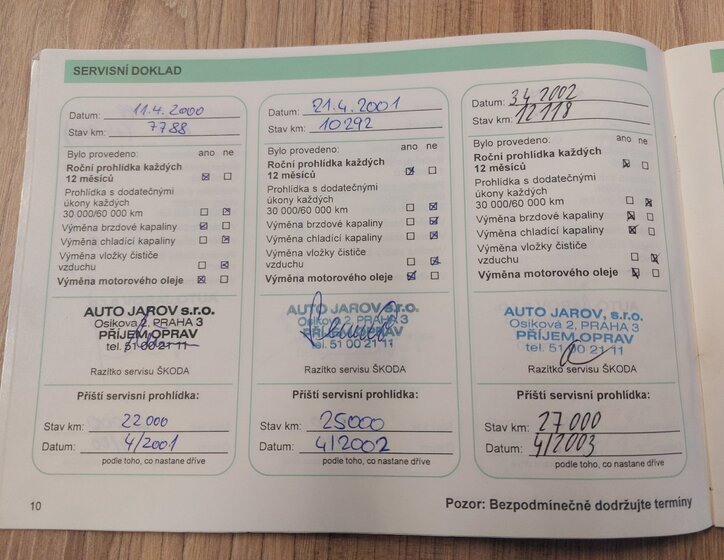 SERVISNÍ DOKLAD
Datum: 11.4.2000
Stav km: 7788
Bylo provedeno: ano ne
Roční prohlídka každých
12 měsíců
Prohlídka s dodatečnými
úkony každých
30 000/60 000 km
Výměna brzdové kapaliny
Výměna chladící kapaliny
Výměna vložky čističe
vzduchu
Výměna motorového oleje
AUTO JAROV s.r.o.
Osikova 2, PRAHA 3
PŘÍJEM OPRAV
tel. 51 00 21 11
Razítko servisu ŠKODA
Příští servisní prohlídka:
Stav km: 22 000
Datum: 4/2001
podle toho, co nastane dříve
Datum: 21.4.2001
Stav km: 10292
Bylo provedeno: ano ne
Roční prohlídka každých
12 měsíců
Prohlídka s dodatečnými
úkony každých
30 000/60 000 km
Výměna brzdové kapaliny
Výměna chladící kapaliny
Výměna vložky čističe
vzduchu
Výměna motorového oleje
AUTO JAROV s.r.o.
Osikova 2, PRAHA 3
PŘÍJEM OPRAV
tel. 51 00 21 11
Razítko servisu ŠKODA
Příští servisní prohlídka:
Stav km: 25000
Datum: 4/2002
podle toho, co nastane dříve
Datum: 3.4.2002
Stav km: 12 118
Bylo provedeno: ano ne
Roční prohlídka každých
12 měsíců
Prohlídka s dodatečnými
úkony každých
30 000/60 000 km
Výměna brzdové kapaliny
Výměna chladící kapaliny
Výměna vložky čističe
vzduchu
Výměna motorového oleje
AUTO JAROV, s.r.o.
Osiková 2, PRAHA 3
PŘÍJEM OPRAV
tel. 51 00 21 11
Razítko servisu ŠKODA
Příští servisní prohlídka:
Stav km: 27 000
Datum: 4/2003
podle toho, co nastane dříve
10
Pozor: Bezpodmínečně dodržujte termíny